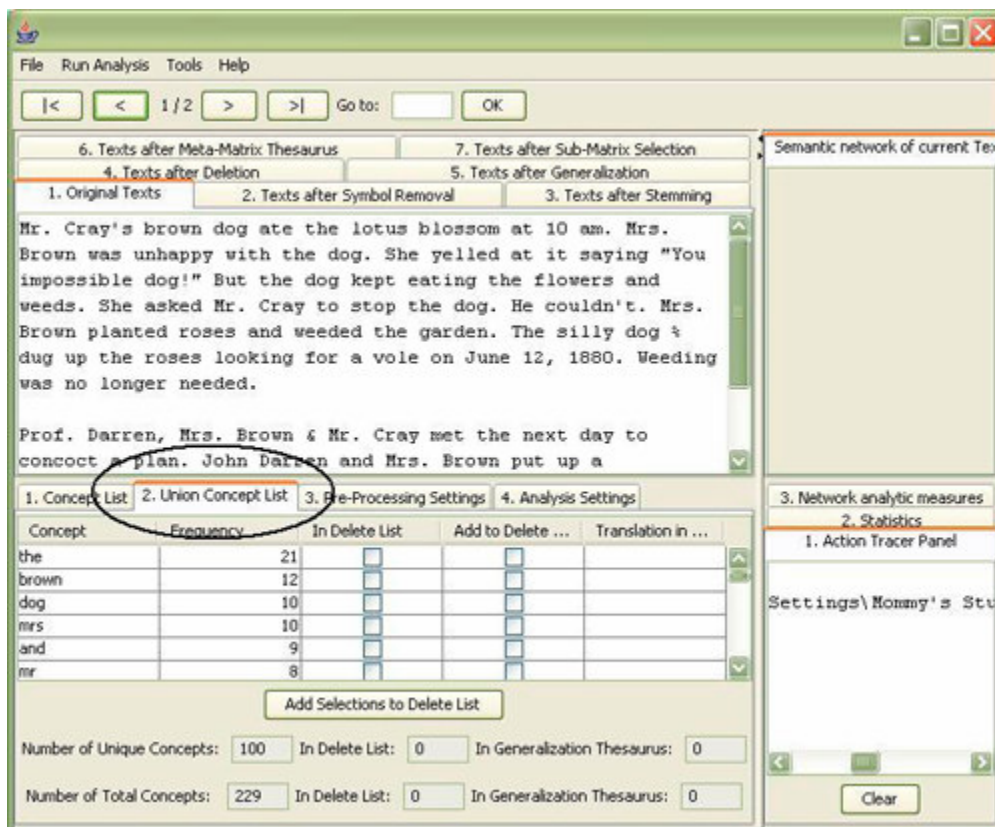 File Run Analysis Tools Help
|< < 1 / 2 > >| Go to: OK
6. Texts after Meta-Matrix Thesaurus 7. Texts after Sub-Matrix Selection
4. Texts after Deletion 5. Texts after Generalization
1. Original Texts 2. Texts after Symbol Removal 3. Texts after Stemming
Mr. Cray's brown dog ate the lotus blossom at 10 am. Mrs.
Brown was unhappy with the dog. She yelled at it saying "You
impossible dog!" But the dog kept eating the flowers and
weeds. She asked Mr. Cray to stop the dog. He couldn't. Mrs.
Brown planted roses and weeded the garden. The silly dog %
dug up the roses looking for a vole on June 12, 1880. Weeding
was no longer needed.
Prof. Darren, Mrs. Brown & Mr. Cray met the next day to
concoct a plan. John Darren and Mrs. Brown put up a
1. Concept List 2. Union Concept List 3. Pre-Processing Settings 4. Analysis Settings
Concept Frequency In Delete List Add to Delete ... Translation in ...
the 21
brown 12
dog 10
mrs 10
and 9
mr 8
Add Selections to Delete List
Number of Unique Concepts: 100 In Delete List: 0 In Generalization Thesaurus: 0
Number of Total Concepts: 229 In Delete List: 0 In Generalization Thesaurus: 0
Semantic network of current Tex
3. Network analytic measures
2. Statistics
1. Action Tracer Panel
Settings\Mommy's Stu
Clear